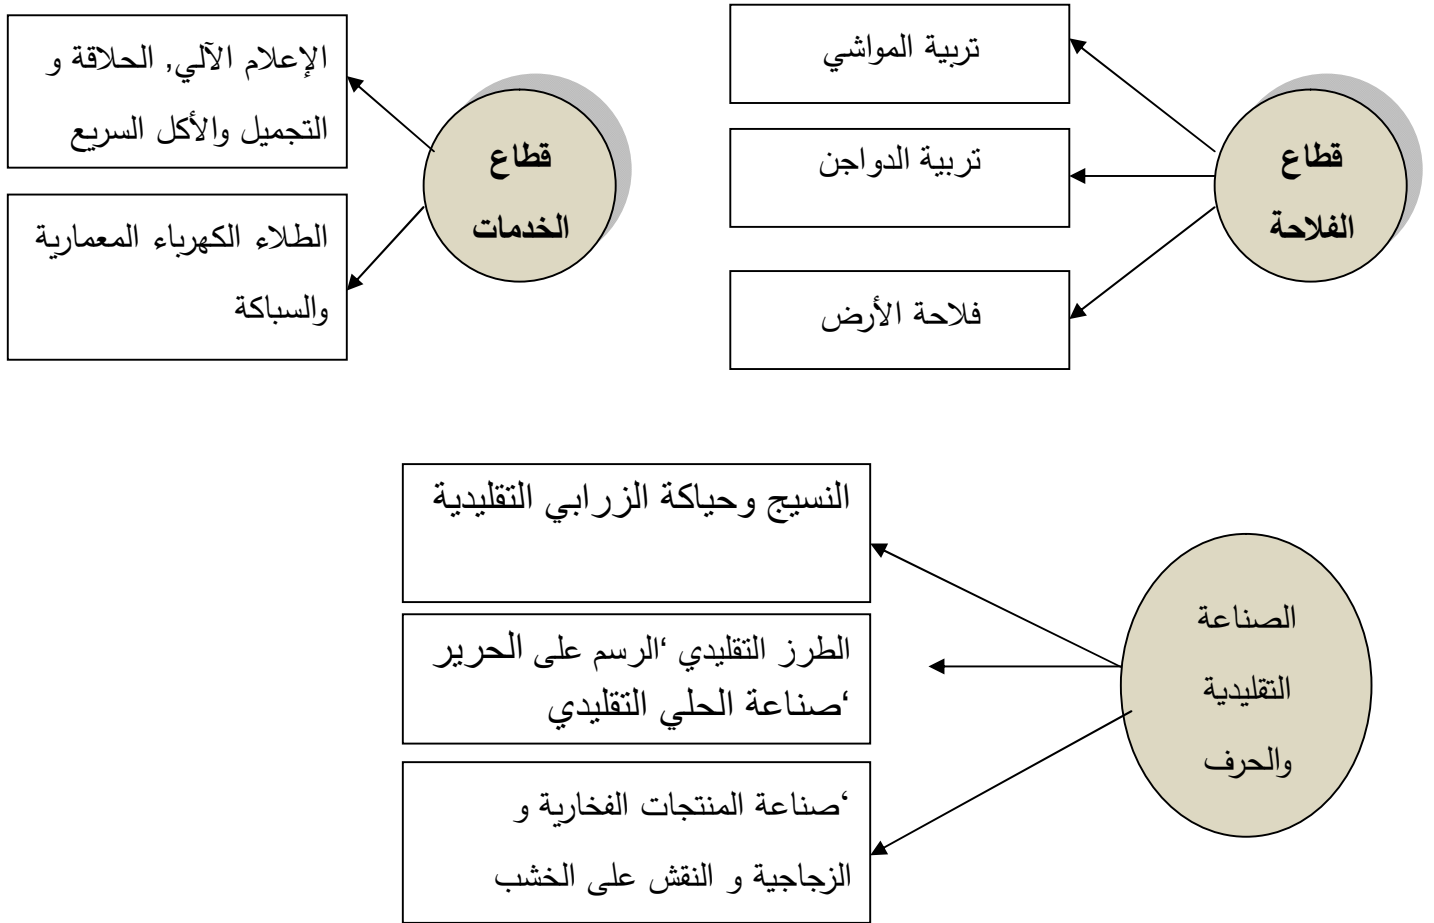 قطاع
الفلاحة
تربية المواشي
تربية الدواجن
فلاحة الأرض
قطاع
الخدمات
الإعلام الآلي, الحلاقة و
التجميل والأكل السريع
الطلاء الكهرباء المعمارية
والسباكة
الصناعة
التقليدية
والحرف
النسيج وحياكة الزرابي التقليدية
الطرز التقليدي ‘الرسم على الحرير
‘صناعة الحلي التقليدي
‘صناعة المنتجات الفخارية و
الزجاجية و النقش على الخشب